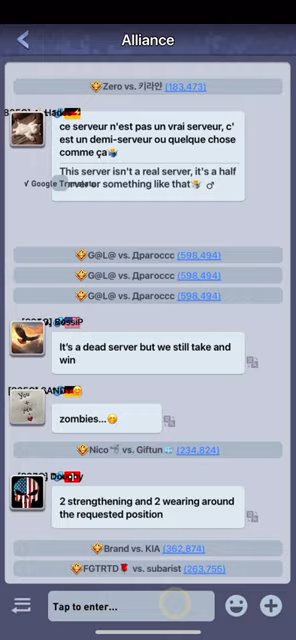 Alliance
Zero vs. 키라얀 (183,473)
ce serveur n'est pas un vrai serveur, c'
est un demi-serveur ou quelque chose
comme ça🤷
This server isn't a real server, it's a half
server or something like that🤷♂
√ Google Translate
G@L@ vs. Драгоссс (598,494)
G@L@ vs. Драгоссс (598,494)
G@L@ vs. Драгоссс (598,494)
BossiP
It's a dead server but we still take and
win
zombies...🤭
Nico vs. Giftun (234,824)
2 strengthening and 2 wearing around
the requested position
Brand vs. KIA (362,874)
FGTRTD🌹 vs. subarist (263,755)
Tap to enter...